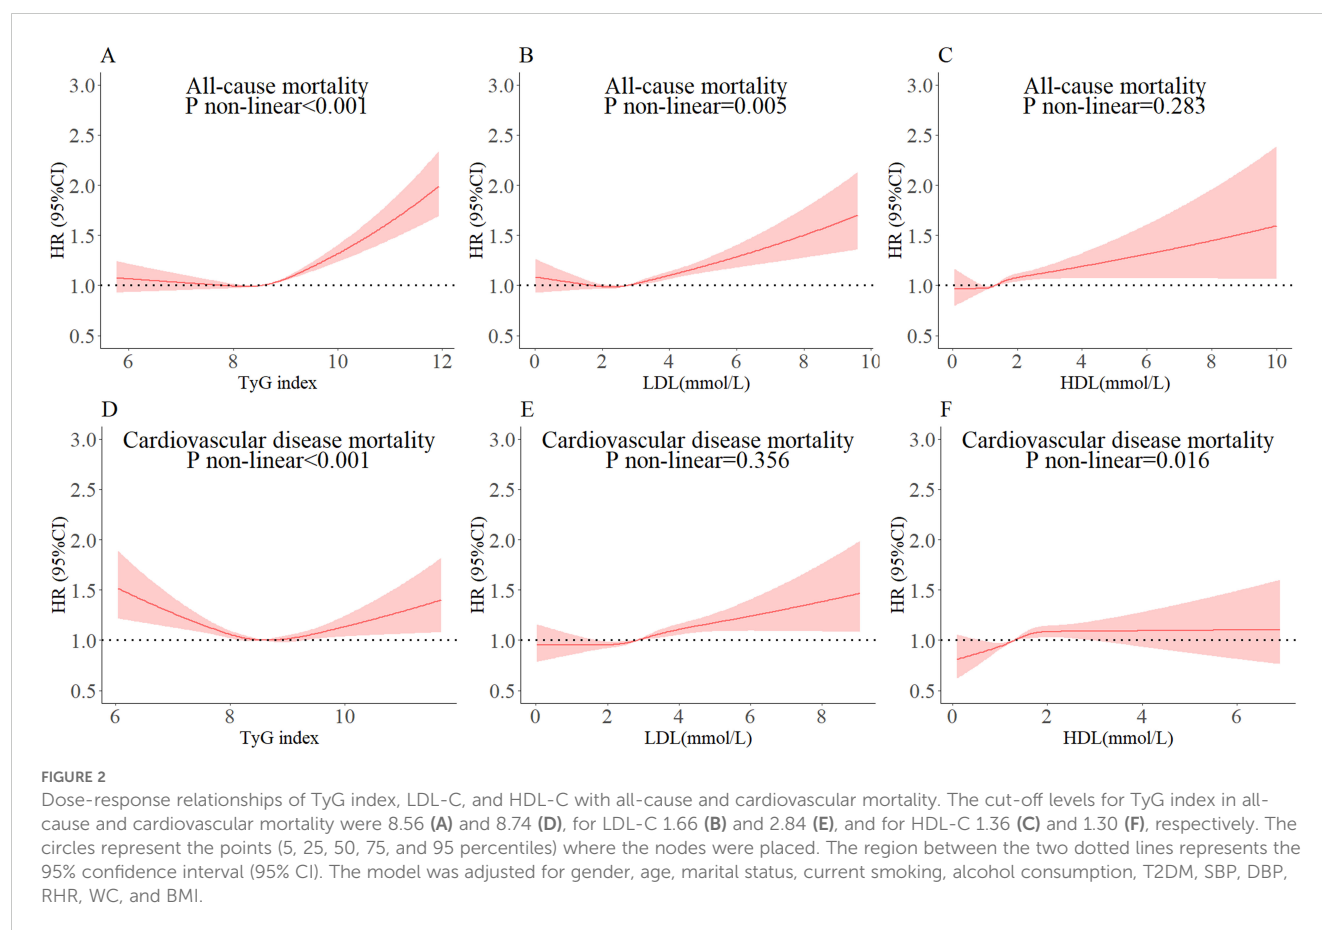 A
All-cause mortality
P non-linear<0.001
3.0
2.5
2.0
1.5
1.0
0.5
HR (95%CI)
6 8 10 12
TyG index
B
All-cause mortality
P non-linear=0.005
3.0
2.5
2.0
1.5
1.0
0.5
HR (95%CI)
0 2 4 6 8 10
LDL(mmol/L)
C
All-cause mortality
P non-linear=0.283
3.0
2.5
2.0
1.5
1.0
0.5
HR (95%CI)
0 2 4 6 8 10
HDL(mmol/L)
D
Cardiovascular disease mortality
P non-linear<0.001
3.0
2.5
2.0
1.5
1.0
0.5
HR (95%CI)
6 8 10
TyG index
E
Cardiovascular disease mortality
P non-linear=0.356
3.0
2.5
2.0
1.5
1.0
0.5
HR (95%CI)
0 2 4 6 8
LDL(mmol/L)
F
Cardiovascular disease mortality
P non-linear=0.016
3.0
2.5
2.0
1.5
1.0
0.5
HR (95%CI)
0 2 4 6
HDL(mmol/L)
FIGURE 2
Dose-response relationships of TyG index, LDL-C, and HDL-C with all-cause and cardiovascular mortality. The cut-off levels for TyG index in all-
cause and cardiovascular mortality were 8.56 (A) and 8.74 (D), for LDL-C 1.66 (B) and 2.84 (E), and for HDL-C 1.36 (C) and 1.30 (F), respectively. The
circles represent the points (5, 25, 50, 75, and 95 percentiles) where the nodes were placed. The region between the two dotted lines represents the
95% confidence interval (95% CI). The model was adjusted for gender, age, marital status, current smoking, alcohol consumption, T2DM, SBP, DBP,
RHR, WC, and BMI.